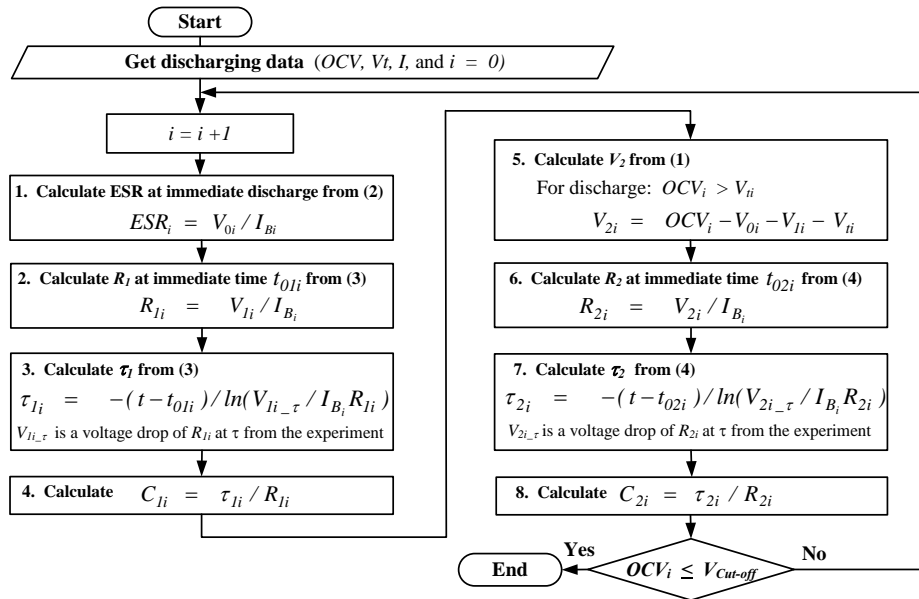 Start
Get discharging data (OCV, Vt, I, and i = 0)
i = i +1
1. Calculate ESR at immediate discharge from (2)
ESR_i = V_0i / I_Bi
2. Calculate R_1 at immediate time t_01i from (3)
R_1i = V_1i / I_B_i
3. Calculate τ_1 from (3)
τ_1i = -( t - t_01i ) / ln( V_1i_τ / I_B_i R_1i )
V_1i_τ is a voltage drop of R_1i at τ from the experiment
4. Calculate C_1i = τ_1i / R_1i
5. Calculate V_2 from (1)
For discharge: OCV_i > V_ti
V_2i = OCV_i - V_0i - V_1i - V_ti
6. Calculate R_2 at immediate time t_02i from (4)
R_2i = V_2i / I_B_i
7. Calculate τ_2 from (4)
τ_2i = -( t - t_02i ) / ln( V_2i_τ / I_B_i R_2i )
V_2i_τ is a voltage drop of R_2i at τ from the experiment
8. Calculate C_2i = τ_2i / R_2i
OCV_i ≤ V_Cut-off
Yes
No
End